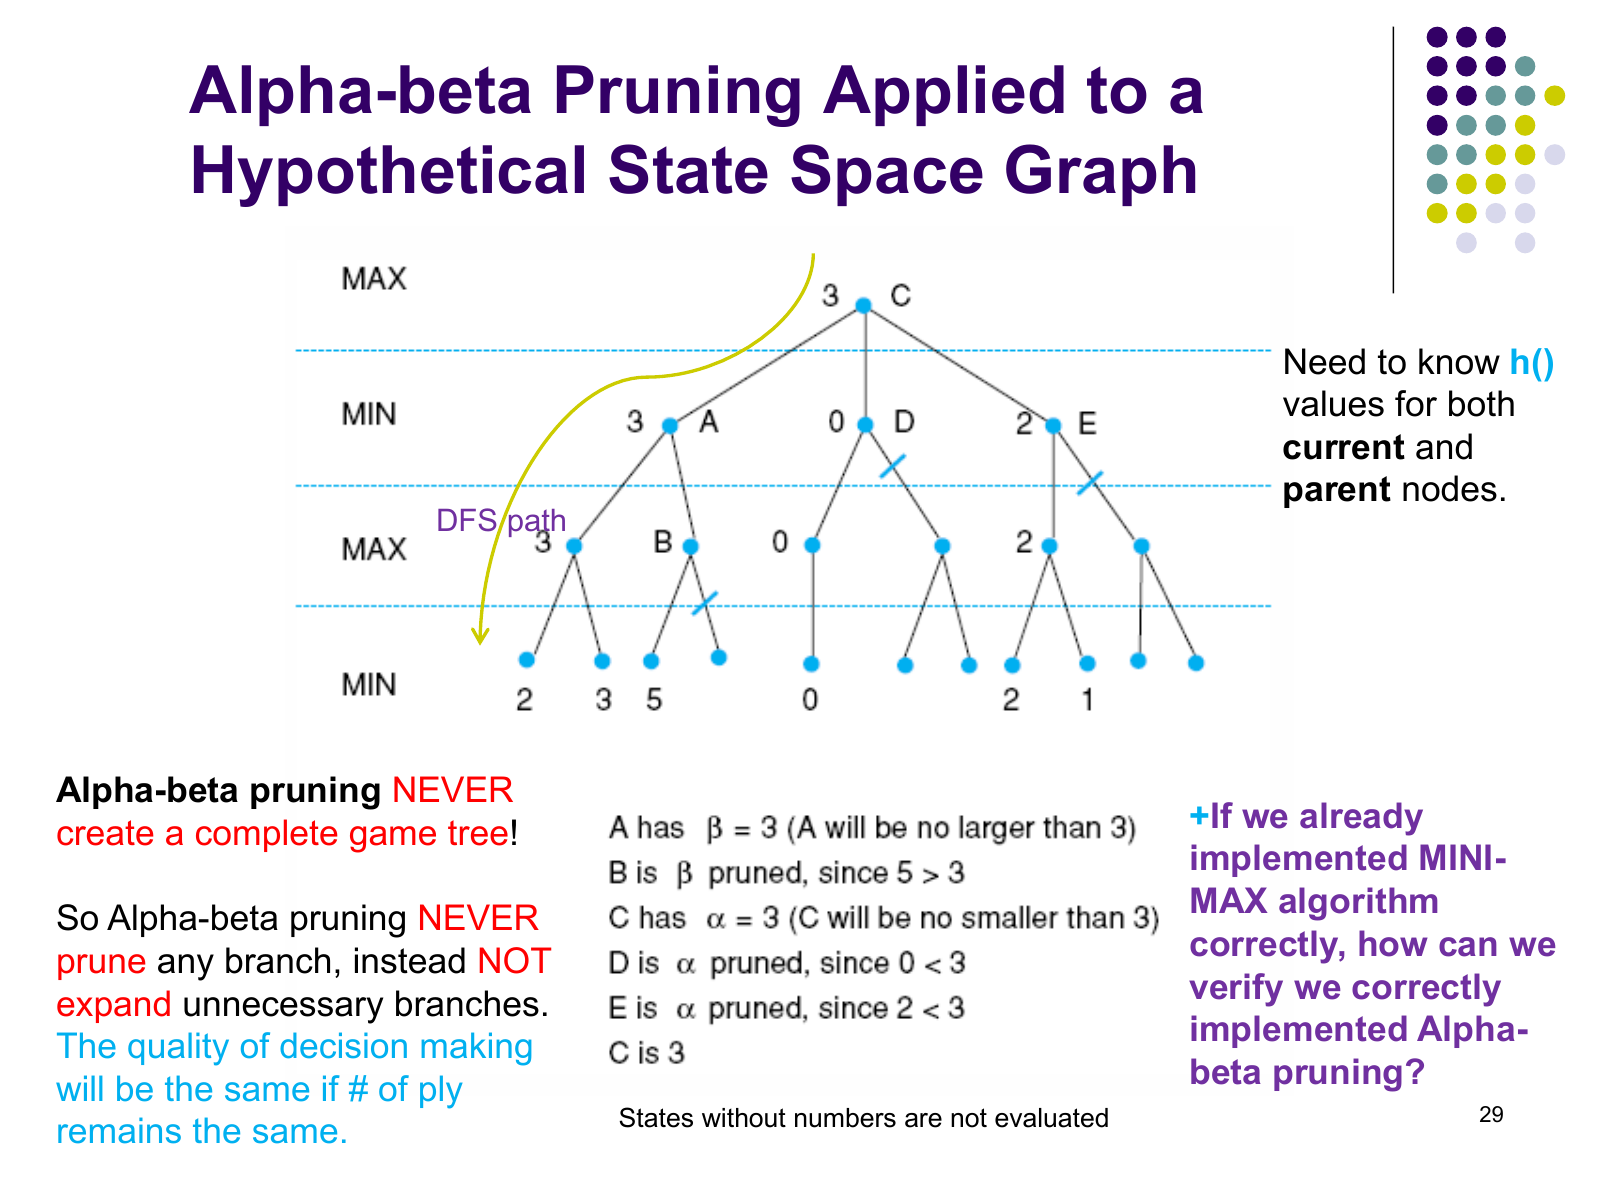 Alpha-beta Pruning Applied to a
Hypothetical State Space Graph
MAX
3 C
MIN
3 A 0 D 2 E
DFS path
MAX
3 B 0 2
MIN
2 3 5 0 2 1
Need to know h()
values for both
current and
parent nodes.
Alpha-beta pruning NEVER
create a complete game tree!
So Alpha-beta pruning NEVER
prune any branch, instead NOT
expand unnecessary branches.
The quality of decision making
will be the same if # of ply
remains the same.
A has β = 3 (A will be no larger than 3)
B is β pruned, since 5 > 3
C has α = 3 (C will be no smaller than 3)
D is α pruned, since 0 < 3
E is α pruned, since 2 < 3
C is 3
States without numbers are not evaluated
+If we already
implemented MINI-
MAX algorithm
correctly, how can we
verify we correctly
implemented Alpha-
beta pruning?
29